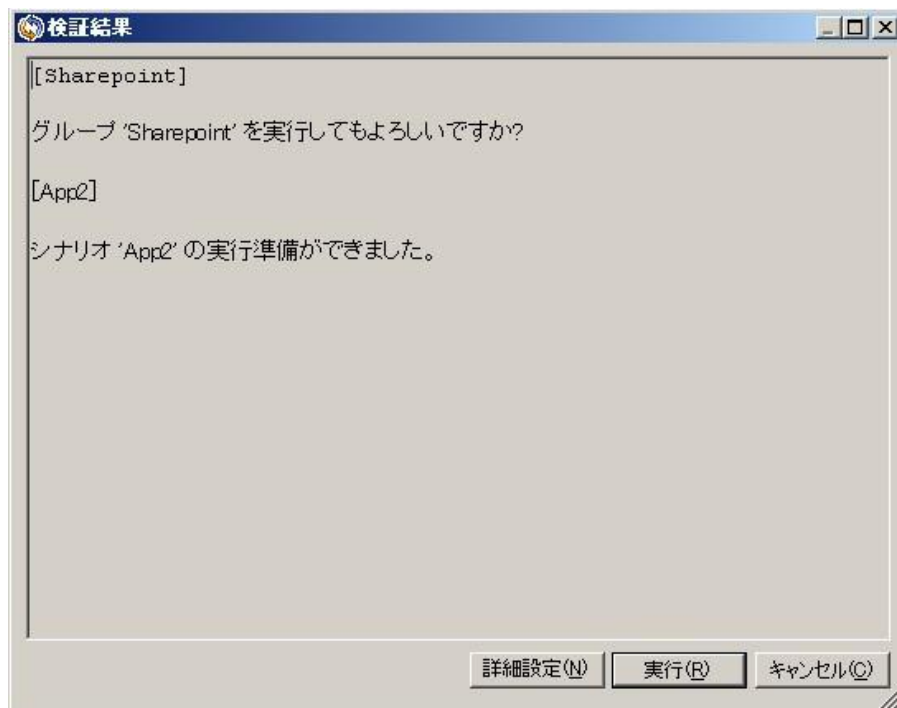 検証結果
[Sharepoint]
グループ 'Sharepoint' を実行してもよろしいですか?
[App2]
シナリオ 'App2' の実行準備ができました。
詳細設定(N) 実行(R) キャンセル(C)